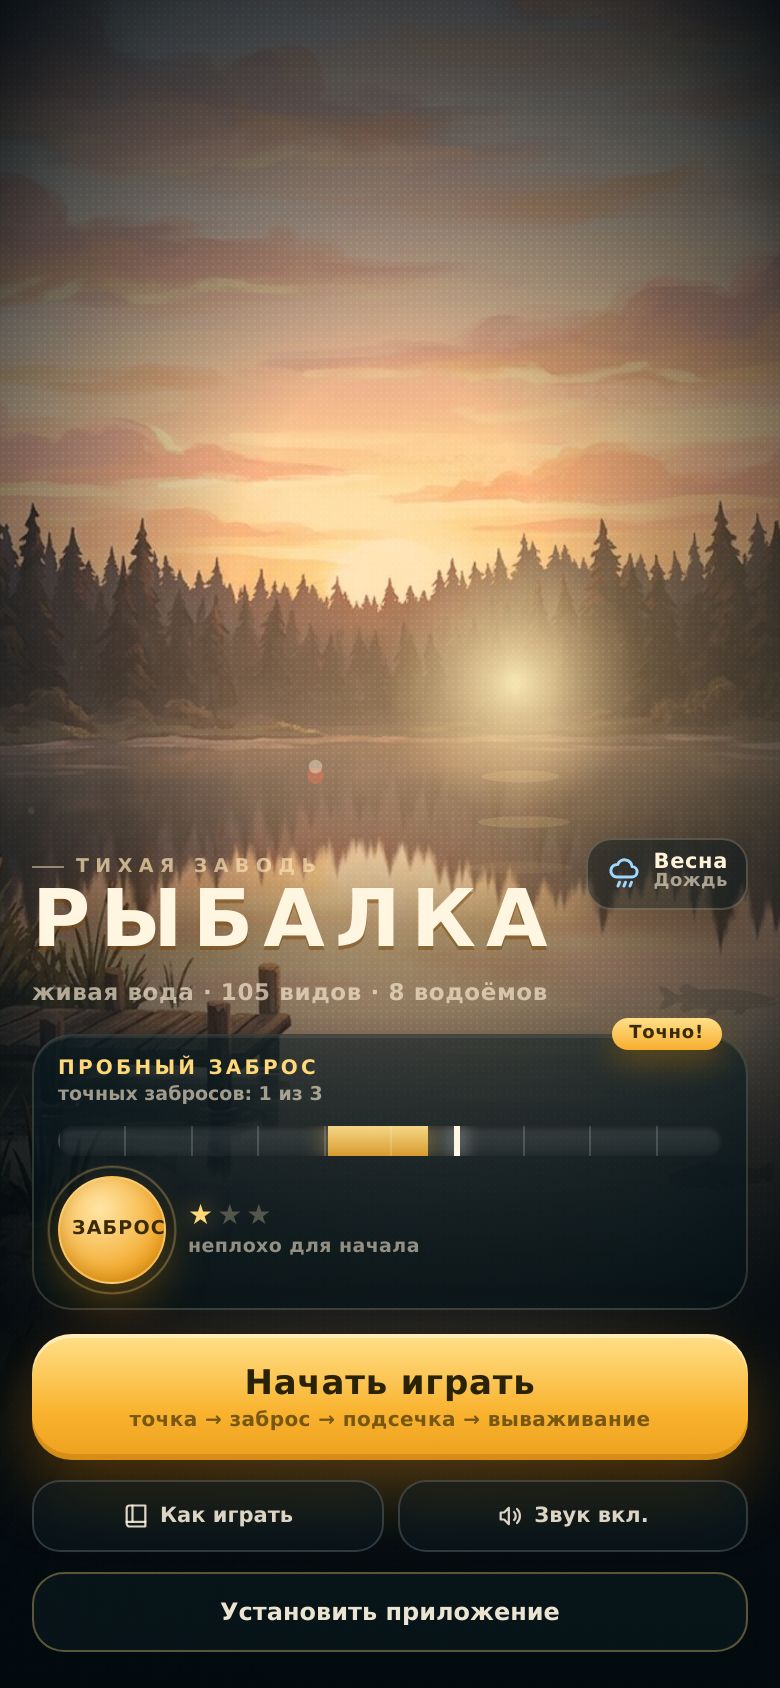 ТИХАЯ ЗАВОДЬ
Весна
Дождь
РЫБАЛКА
живая вода · 105 видов · 8 водоёмов
Точно!
ПРОБНЫЙ ЗАБРОС
точных забросов: 1 из 3
ЗАБРОС
★★★
неплохо для начала
Начать играть
точка → заброс → подсечка → вываживание
Как играть
Звук вкл.
Установить приложение